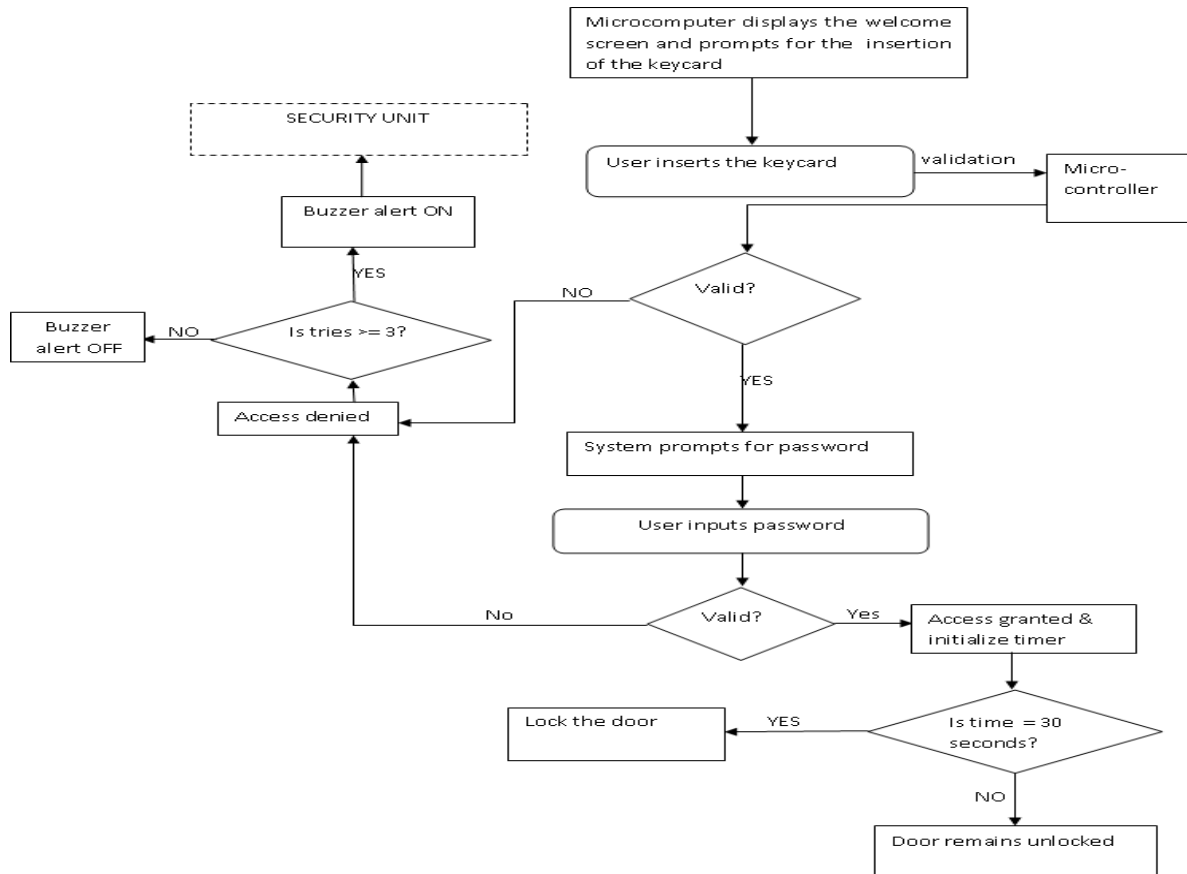 Microcomputer displays the welcome
screen and prompts for the insertion
of the keycard
SECURITY UNIT
User inserts the keycard
validation
Micro-
controller
Buzzer alert ON
YES
Valid?
NO
Is tries >= 3?
NO
Buzzer
alert OFF
YES
Access denied
System prompts for password
User inputs password
Valid?
No
Yes
Access granted &
initialize timer
Lock the door
YES
Is time = 30
seconds?
NO
Door remains unlocked